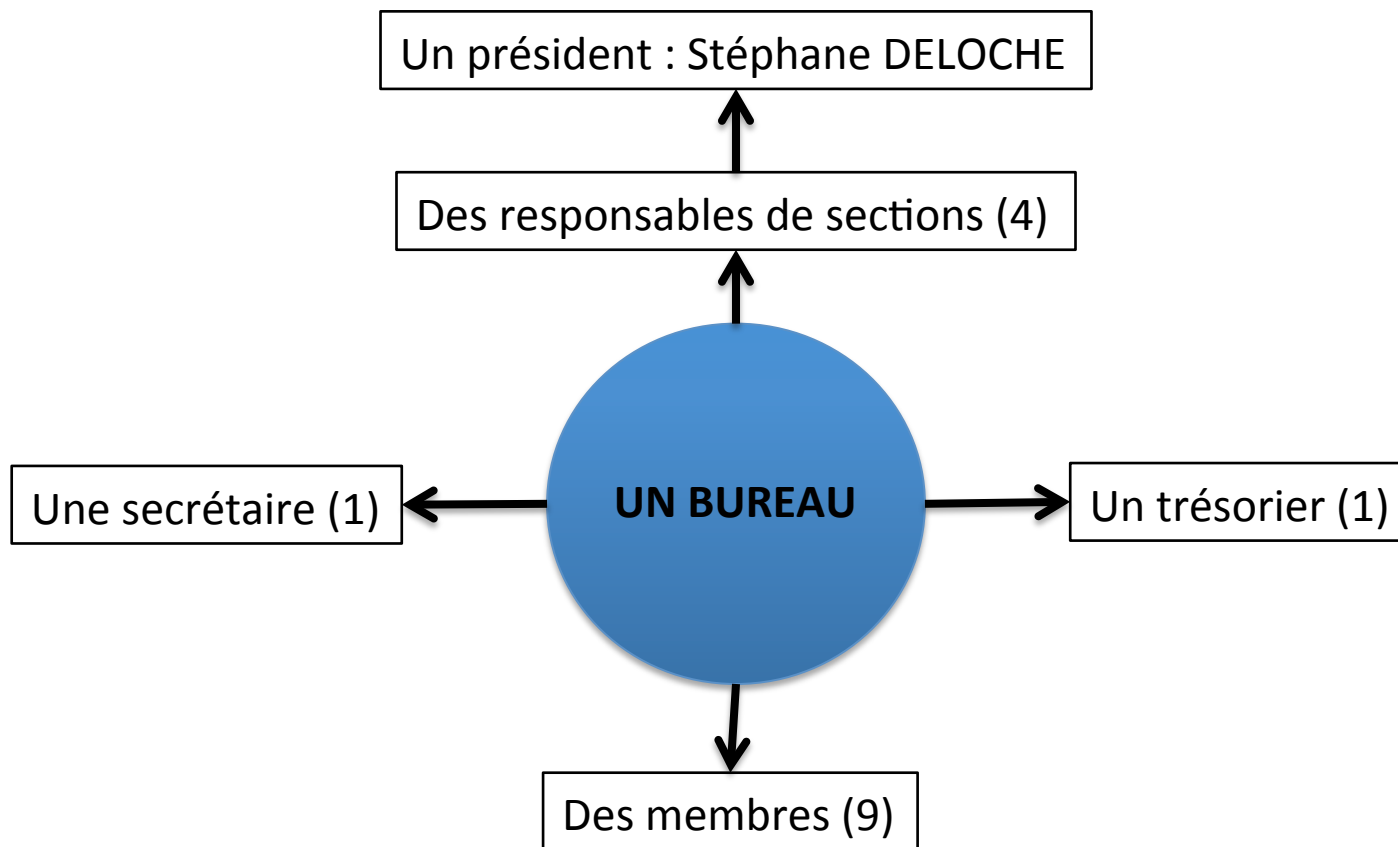 Un président : Stéphane DELOCHE
Des responsables de sections (4)
Une secrétaire (1)
UN BUREAU
Un trésorier (1)
Des membres (9)